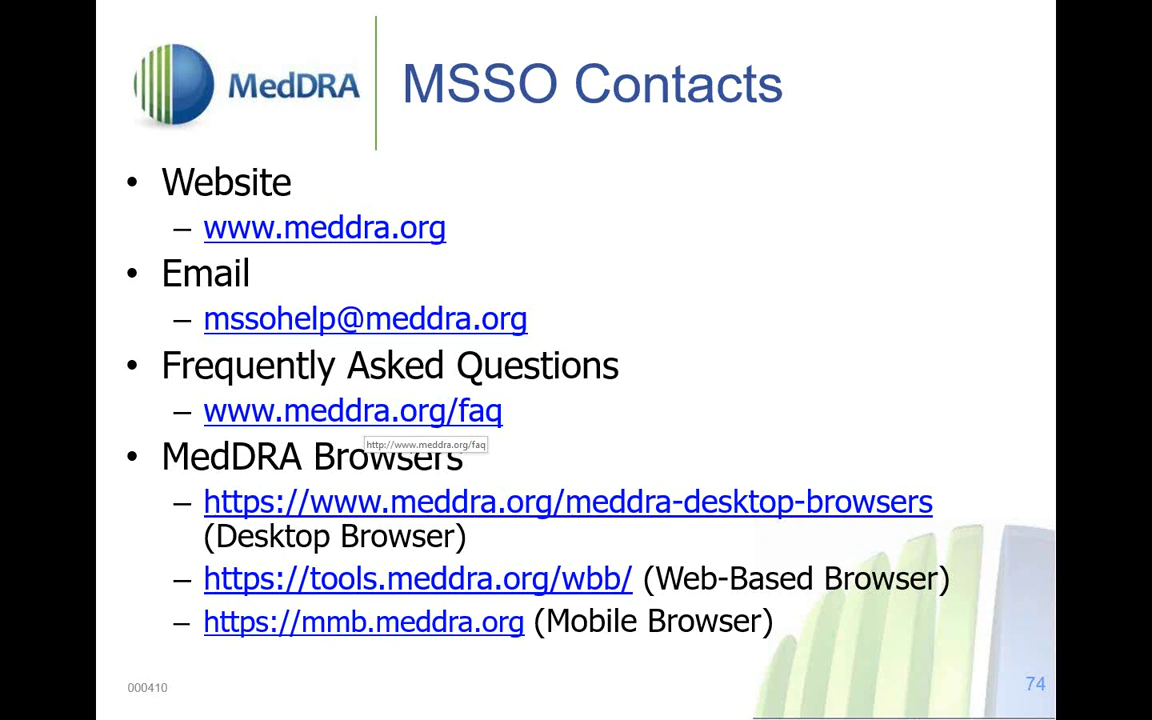 MedDRA
MSSO Contacts
• Website
– www.meddra.org
• Email
– mssohelp@meddra.org
• Frequently Asked Questions
– www.meddra.org/faq
http://www.meddra.org/faq
• MedDRA Browsers
– https://www.meddra.org/meddra-desktop-browsers
(Desktop Browser)
– https://tools.meddra.org/wbb/ (Web-Based Browser)
– https://mmb.meddra.org (Mobile Browser)
000410
74